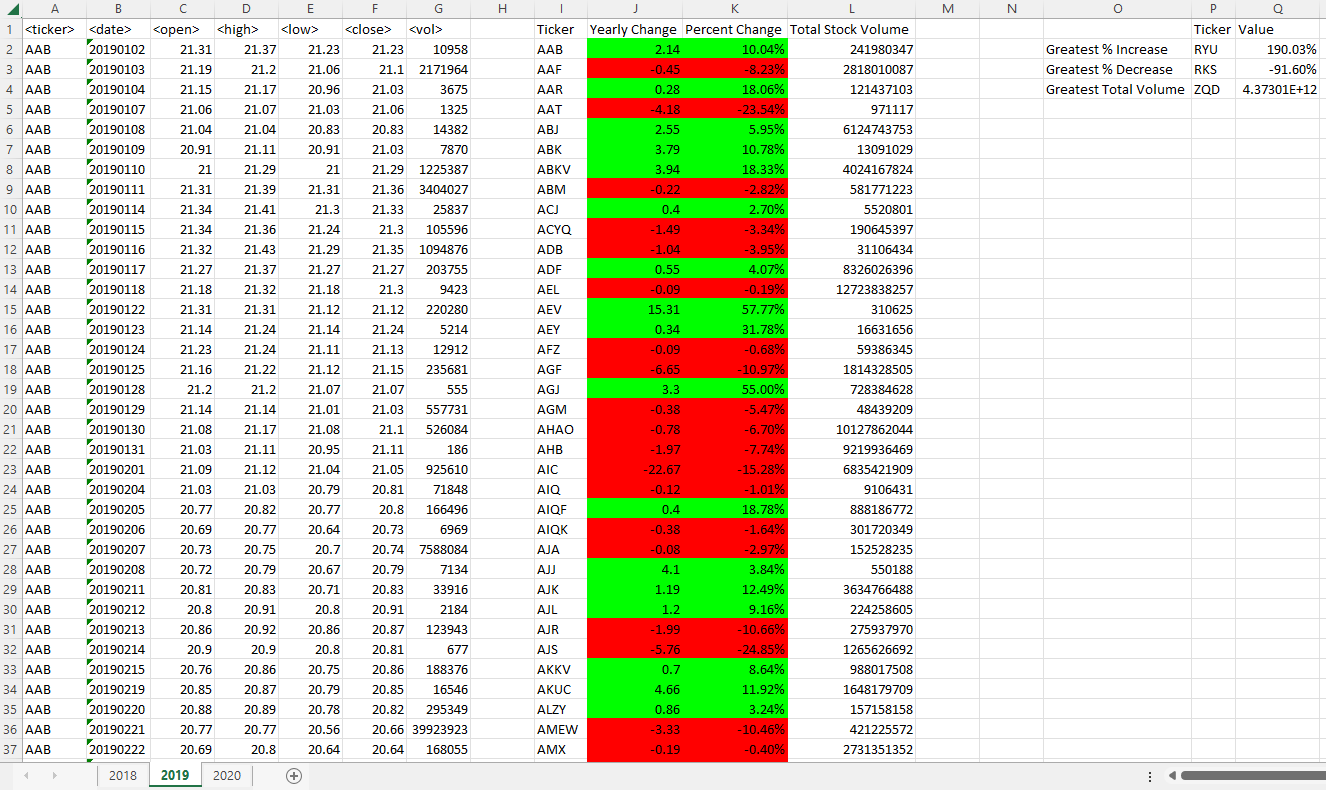 A B C D E F G H I J K L M N O P Q
1 <ticker> <date> <open> <high> <low> <close> <vol> Ticker Yearly Change Percent Change Total Stock Volume Ticker Value
2 AAB 20190102 21.31 21.37 21.23 21.23 10958 AAB 2.14 10.04% 241980347 Greatest % Increase RYU 190.03%
3 AAB 20190103 21.19 21.2 21.06 21.1 2171964 AAF -0.45 -8.23% 2818010087 Greatest % Decrease RKS -91.60%
4 AAB 20190104 21.15 21.17 20.96 21.03 3675 AAR 0.28 18.06% 121437103 Greatest Total Volume ZQD 4.37301E+12
5 AAB 20190107 21.06 21.07 21.03 21.06 1325 AAT -4.18 -23.54% 971117
6 AAB 20190108 21.04 21.04 20.83 20.83 14382 ABJ 2.55 5.95% 6124743753
7 AAB 20190109 20.91 21.11 20.91 21.03 7870 ABK 3.79 10.78% 13091029
8 AAB 20190110 21 21.29 21 21.29 1225387 ABKV 3.94 18.33% 4024167824
9 AAB 20190111 21.31 21.39 21.31 21.36 3404027 ABM -0.22 -2.82% 581771223
10 AAB 20190114 21.34 21.41 21.3 21.33 25837 ACJ 0.4 2.70% 5520801
11 AAB 20190115 21.34 21.36 21.24 21.3 105596 ACYQ -1.49 -3.34% 190645397
12 AAB 20190116 21.32 21.43 21.29 21.35 1094876 ADB -1.04 -3.95% 31106434
13 AAB 20190117 21.27 21.37 21.27 21.27 203755 ADF 0.55 4.07% 8326026396
14 AAB 20190118 21.18 21.32 21.18 21.3 9423 AEL -0.09 -0.19% 12723838257
15 AAB 20190122 21.31 21.31 21.12 21.12 220280 AEV 15.31 57.77% 310625
16 AAB 20190123 21.14 21.24 21.14 21.24 5214 AEY 0.34 31.78% 16631656
17 AAB 20190124 21.23 21.24 21.11 21.13 12912 AFZ -0.09 -0.68% 59386345
18 AAB 20190125 21.16 21.22 21.12 21.15 235681 AGF -6.65 -10.97% 1814328505
19 AAB 20190128 21.2 21.2 21.07 21.07 555 AGJ 3.3 55.00% 728384628
20 AAB 20190129 21.14 21.14 21.01 21.03 557731 AGM -0.38 -5.47% 48439209
21 AAB 20190130 21.08 21.17 21.08 21.1 526084 AHAO -0.78 -6.70% 10127862044
22 AAB 20190131 21.03 21.11 20.95 21.11 186 AHB -1.97 -7.74% 9219936469
23 AAB 20190201 21.09 21.12 21.04 21.05 925610 AIC -22.67 -15.28% 6835421909
24 AAB 20190204 21.03 21.03 20.79 20.81 71848 AIQ -0.12 -1.01% 9106431
25 AAB 20190205 20.77 20.82 20.77 20.8 166496 AIQF 0.4 18.78% 888186772
26 AAB 20190206 20.69 20.77 20.64 20.73 6969 AIQK -0.38 -1.64% 301720349
27 AAB 20190207 20.73 20.75 20.7 20.74 7588084 AJA -0.08 -2.97% 152528235
28 AAB 20190208 20.72 20.79 20.67 20.79 7134 AJJ 4.1 3.84% 550188
29 AAB 20190211 20.81 20.83 20.71 20.83 33916 AJK 1.19 12.49% 3634766488
30 AAB 20190212 20.8 20.91 20.8 20.91 2184 AJL 1.2 9.16% 224258605
31 AAB 20190213 20.86 20.92 20.86 20.87 123943 AJR -1.99 -10.66% 275937970
32 AAB 20190214 20.9 20.9 20.8 20.81 677 AJS -5.76 -24.85% 1265626692
33 AAB 20190215 20.76 20.86 20.75 20.86 188376 AKKV 0.7 8.64% 988017508
34 AAB 20190219 20.85 20.87 20.79 20.85 16546 AKUC 4.66 11.92% 1648179709
35 AAB 20190220 20.88 20.89 20.78 20.82 295349 ALZY 0.86 3.24% 157158158
36 AAB 20190221 20.77 20.77 20.56 20.66 39923923 AMEW -3.33 -10.46% 421225572
37 AAB 20190222 20.69 20.8 20.64 20.64 168055 AMX -0.19 -0.40% 2731351352
2018 2019 2020